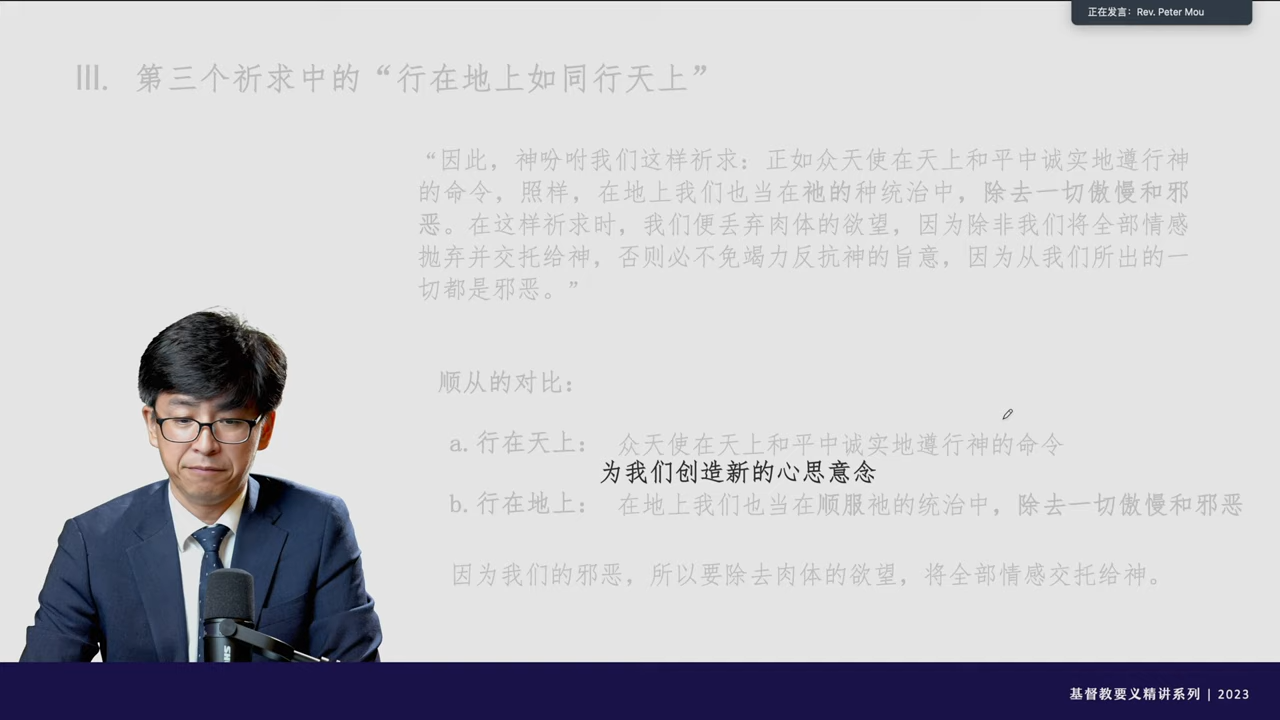 正在发言：Rev. Peter Mou
III. 第三个祈求中的“行在地上如同行天上”
“因此，神吩咐我们这样祈求：正如众天使在天上和平中诚实地遵行神
的命令，照样，在地上我们也当在祂的种统治中，除去一切傲慢和邪
恶。在这样祈求时，我们便丢弃肉体的欲望，因为除非我们将全部情感
抛弃并交托给神，否则必不免竭力反抗神的旨意，因为从我们所出的一
切都是邪恶。”
顺从的对比：
a. 行在天上： 众天使在天上和平中诚实地遵行神的命令
为我们创造新的心思意念
b. 行在地上： 在地上我们也当在顺服祂的统治中，除去一切傲慢和邪恶
因为我们的邪恶，所以要除去肉体的欲望，将全部情感交托给神。
基督教要义精讲系列 | 2023